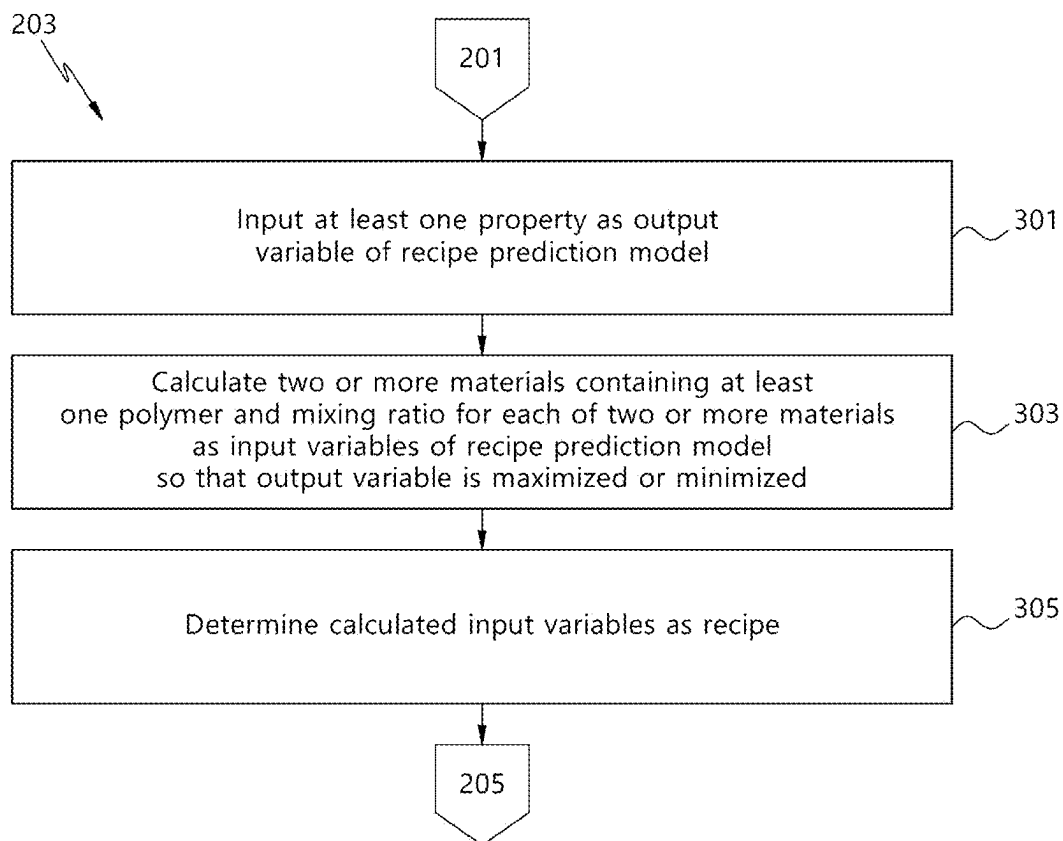 203
201
Input at least one property as output
variable of recipe prediction model
301
Calculate two or more materials containing at least
one polymer and mixing ratio for each of two or more materials
as input variables of recipe prediction model
so that output variable is maximized or minimized
303
Determine calculated input variables as recipe
305
205